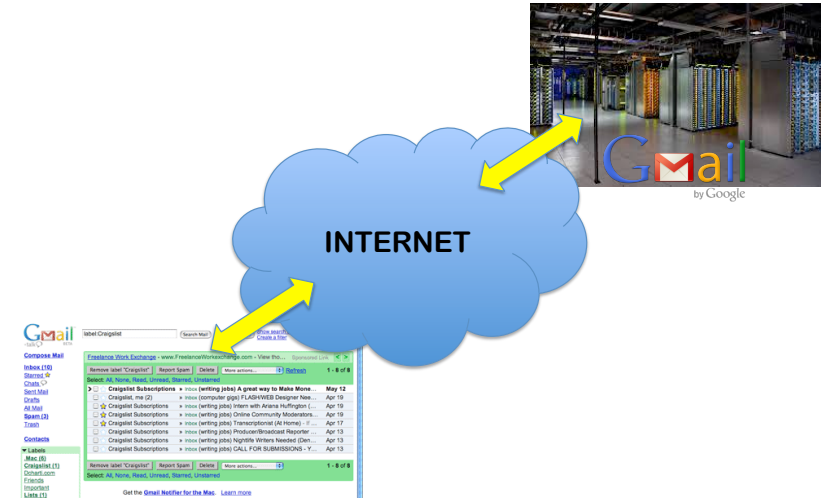 Gmail
by Google
INTERNET
Gmail
BETA
label:Craigslist Search Mail Show search
Create a filter
Compose Mail
Inbox (10)
Starred
Chats
Sent Mail
Drafts
All Mail
Spam (3)
Trash
Contacts
Labels
.Mac (5)
Craigslist (1)
Doharti.com
Friends
Important
Lists (1)
Freelance Work Exchange - www.FreelanceWorkexchange.com - View tho... Sponsored Link < >
Remove label "Craigslist" Report Spam Delete More actions... Refresh 1 - 8 of 8
Select: All, None, Read, Unread, Starred, Unstarred
Craigslist Subscriptions » Inbox (writing jobs) A great way to Make Mone... May 12
Craigslist, me (2) » Inbox (computer gigs) FLASH/WEB Designer Nee... Apr 19
Craigslist Subscriptions » Inbox (writing jobs) Intern with Ariana Huffington (... Apr 19
Craigslist Subscriptions » Inbox (writing jobs) Online Community Moderators... Apr 19
Craigslist Subscriptions » Inbox (writing jobs) Transcriptionist (At Home) - If ... Apr 17
Craigslist Subscriptions » Inbox (writing jobs) Producer/Broadcast Reporter ... Apr 13
Craigslist Subscriptions » Inbox (writing jobs) Nightlife Writers Needed (Den... Apr 13
Craigslist Subscriptions » Inbox (writing jobs) CALL FOR SUBMISSIONS - Y... Apr 13
Remove label "Craigslist" Report Spam Delete More actions... 1 - 8 of 8
Select: All, None, Read, Unread, Starred, Unstarred
Get the Gmail Notifier for the Mac. Learn more